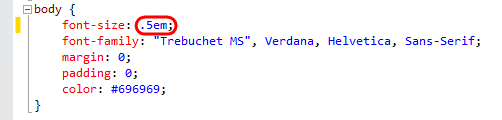 body {
font-size: .5em;
font-family: "Trebuchet MS", Verdana, Helvetica, Sans-Serif;
margin: 0;
padding: 0;
color: #696969;
}